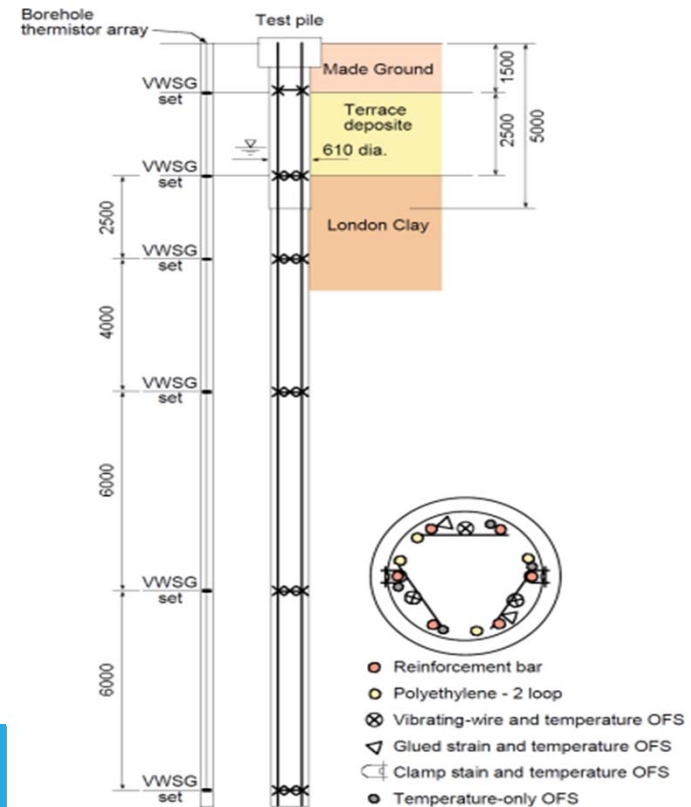 Borehole
thermistor array
Test pile
Made Ground
VWSG
set
1500
Terrace
deposite
2500
5000
610 dia.
VWSG
set
2500
London Clay
VWSG
set
4000
VWSG
set
6000
VWSG
set
6000
VWSG
set
Reinforcement bar
Polyethylene - 2 loop
Vibrating-wire and temperature OFS
Glued strain and temperature OFS
Clamp stain and temperature OFS
Temperature-only OFS